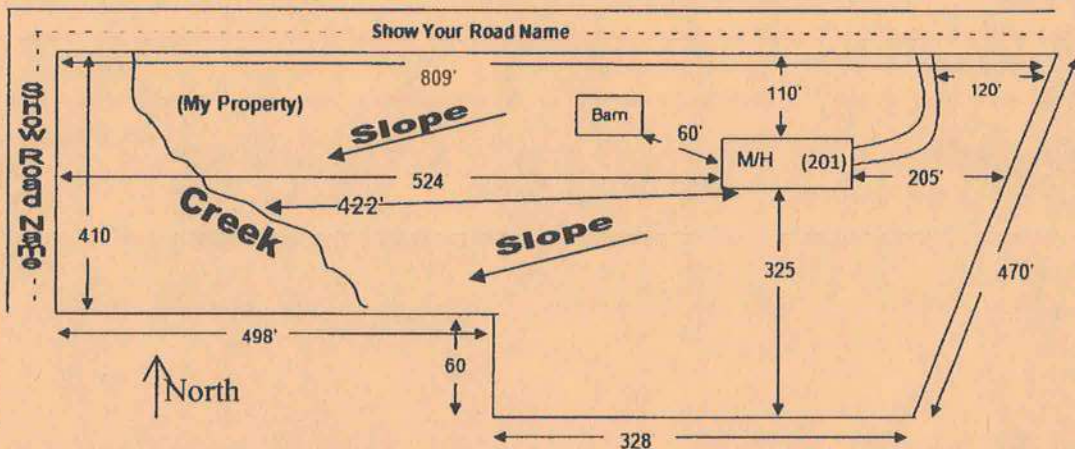 Show Your Road Name
Show Road Name
809'
(My Property)
Slope
Barn
60'
110'
120'
M/H (201)
524
205'
422'
Creek
Slope
410
325
470'
498'
60
North
328